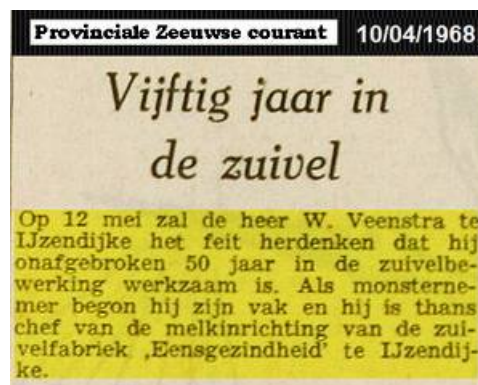 Provinciale Zeeuwse courant 10/04/1968
Vijftig jaar in
de zuivel
Op 12 mei zal de heer W. Veenstra te
IJzendijke het feit herdenken dat hij
onafgebroken 50 jaar in de zuivelbe-
werking werkzaam is. Als monsterne-
mer begon hij zijn vak en hij is thans
chef van de melkinrichting van de zui-
velfabriek ‚Eensgezindheid’ te IJzendij-
ke.